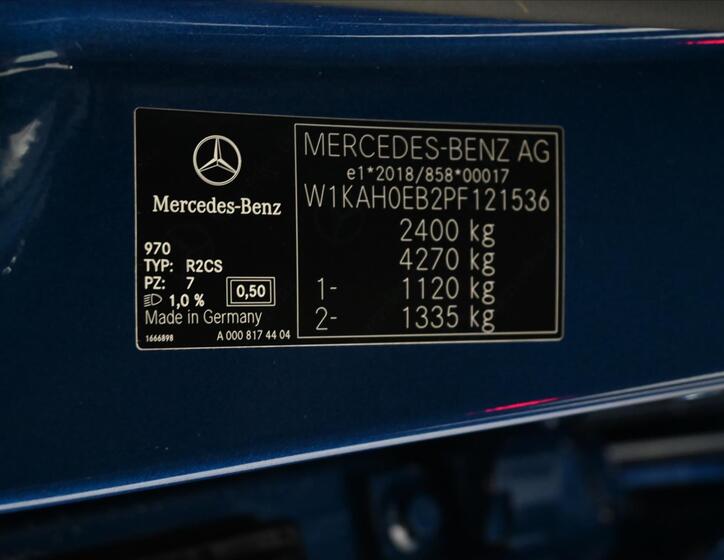 Mercedes-Benz
970
TYP: R2CS
PZ: 7
1,0 %
0,50
Made in Germany
1666898
A 000 817 44 04
MERCEDES-BENZ AG
e1*2018/858*00017
W1KAH0EB2PF121536
2400 kg
4270 kg
1- 1120 kg
2- 1335 kg